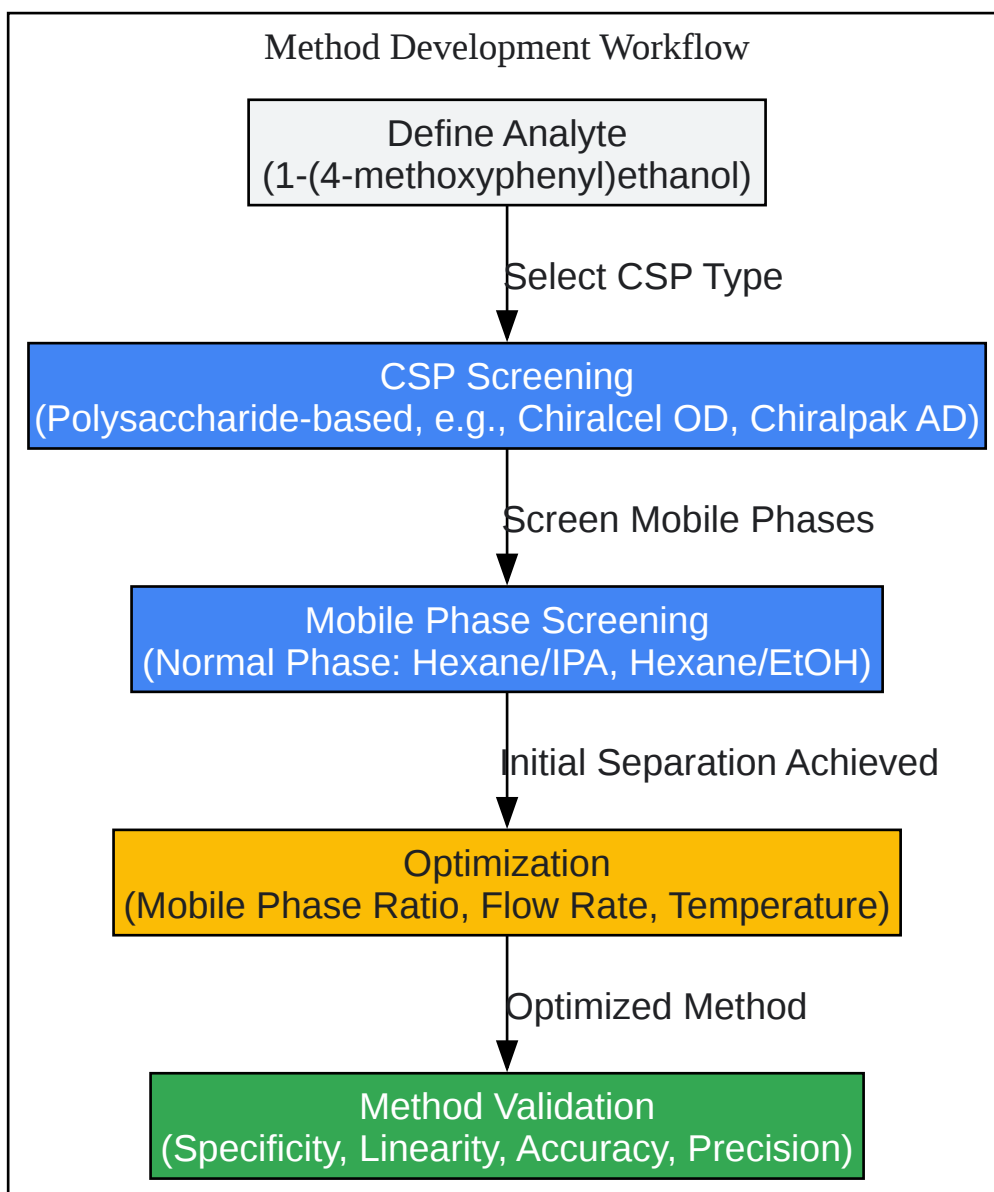 Method Development Workflow
Define Analyte
(1-(4-methoxyphenyl)ethanol)
Select CSP Type
CSP Screening
(Polysaccharide-based, e.g., Chiralcel OD, Chiralpak AD)
Screen Mobile Phases
Mobile Phase Screening
(Normal Phase: Hexane/IPA, Hexane/EtOH)
Initial Separation Achieved
Optimization
(Mobile Phase Ratio, Flow Rate, Temperature)
Optimized Method
Method Validation
(Specificity, Linearity, Accuracy, Precision)